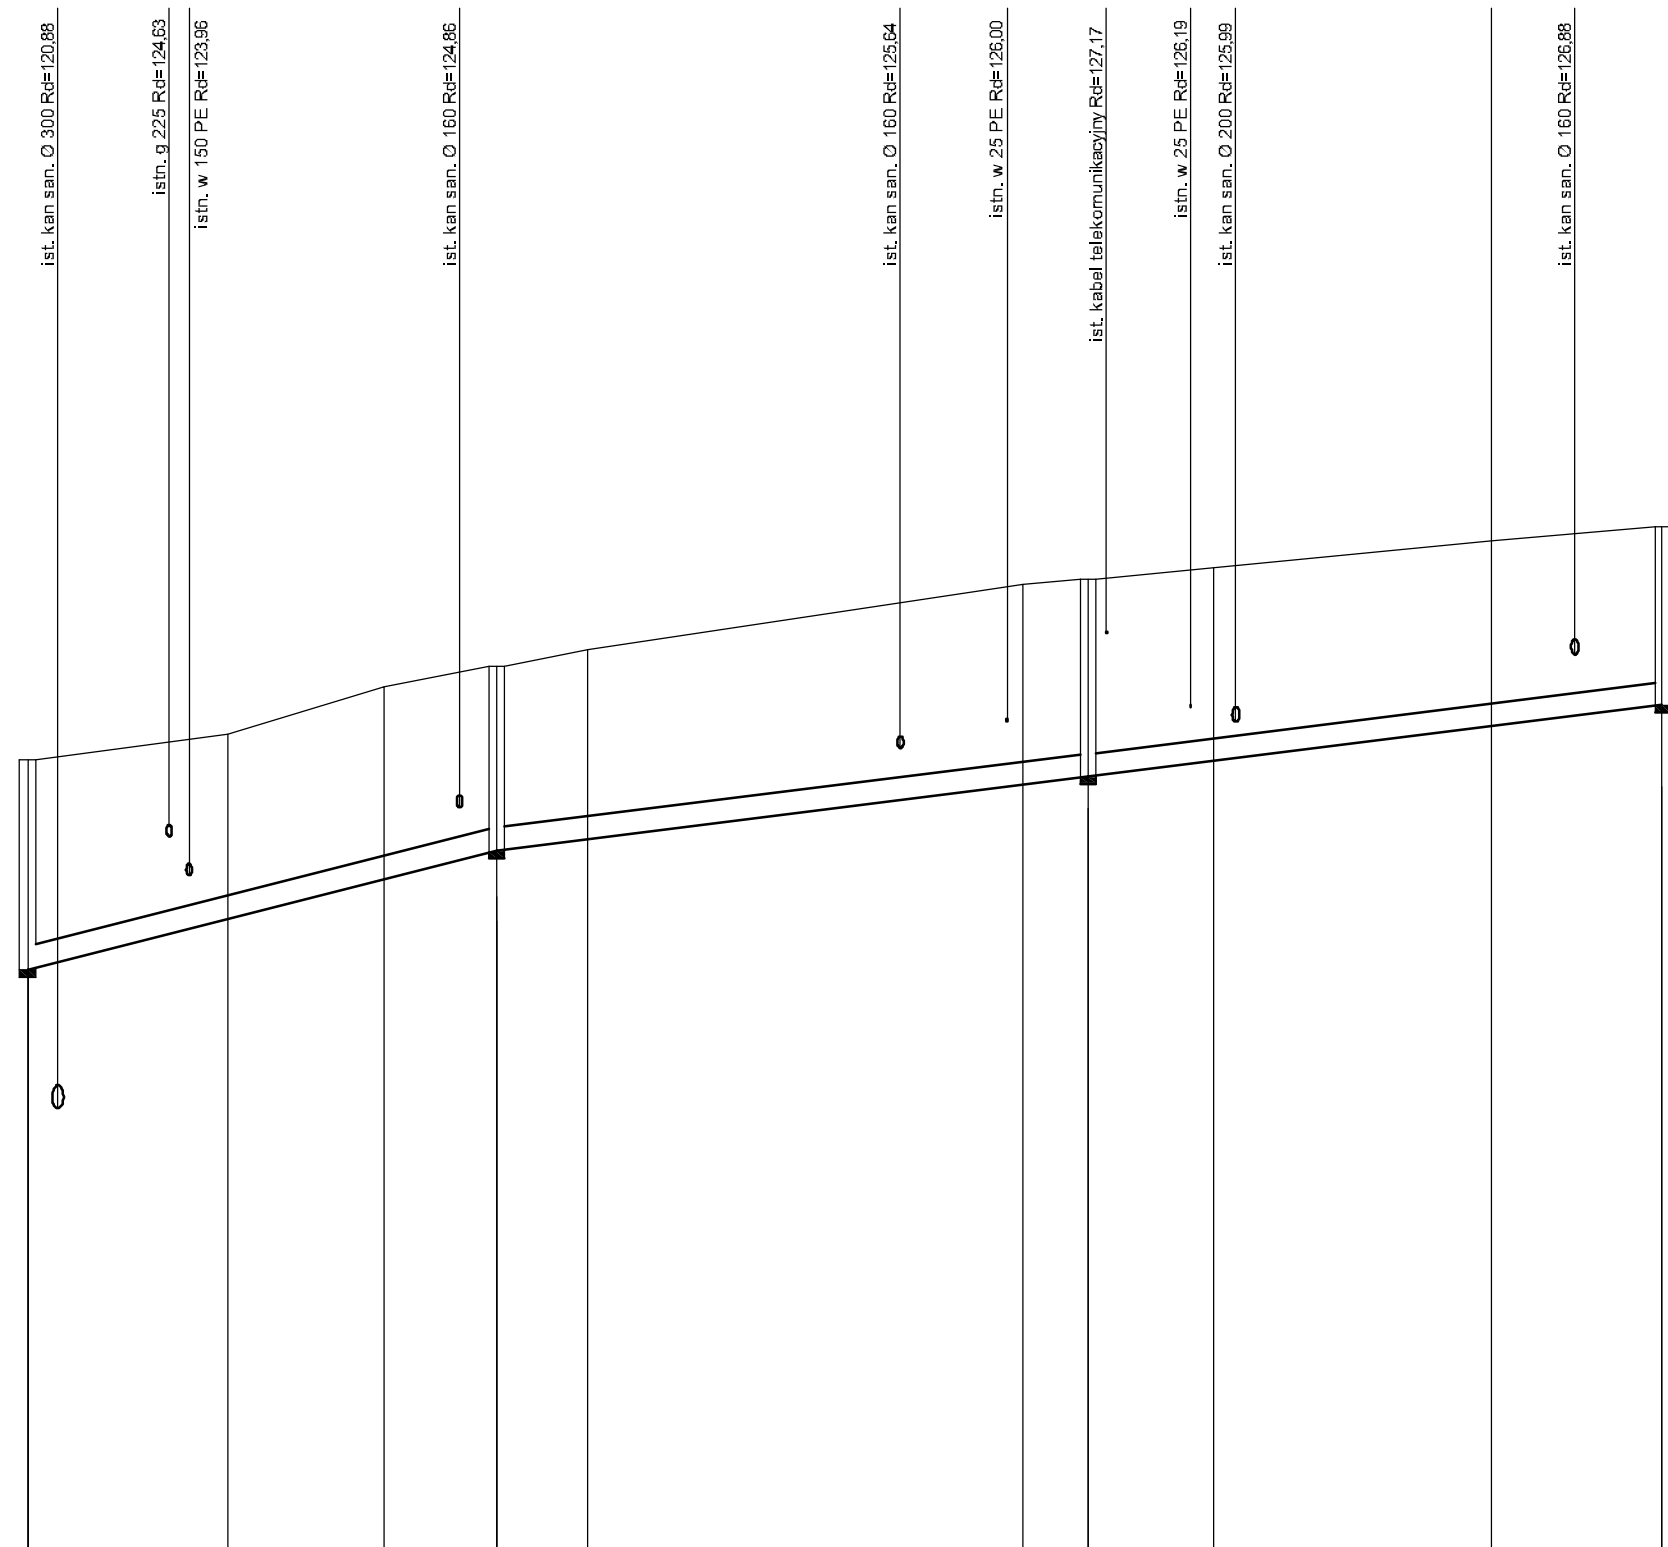 ist. kan san. Ø 300 Rd=120,88
istn. g 225 Rd=124,63
istn. w 150 PE Rd=123,96
ist. kan san. Ø 160 Rd=124,86
ist. kan san. Ø 160 Rd=125,64
istn. w 25 PE Rd=126,00
ist. kabel telekomunikacyjny Rd=127,17
istn. w 25 PE Rd=126,19
ist. kan san. Ø 200 Rd=125,99
ist. kan san. Ø 160 Rd=126,88